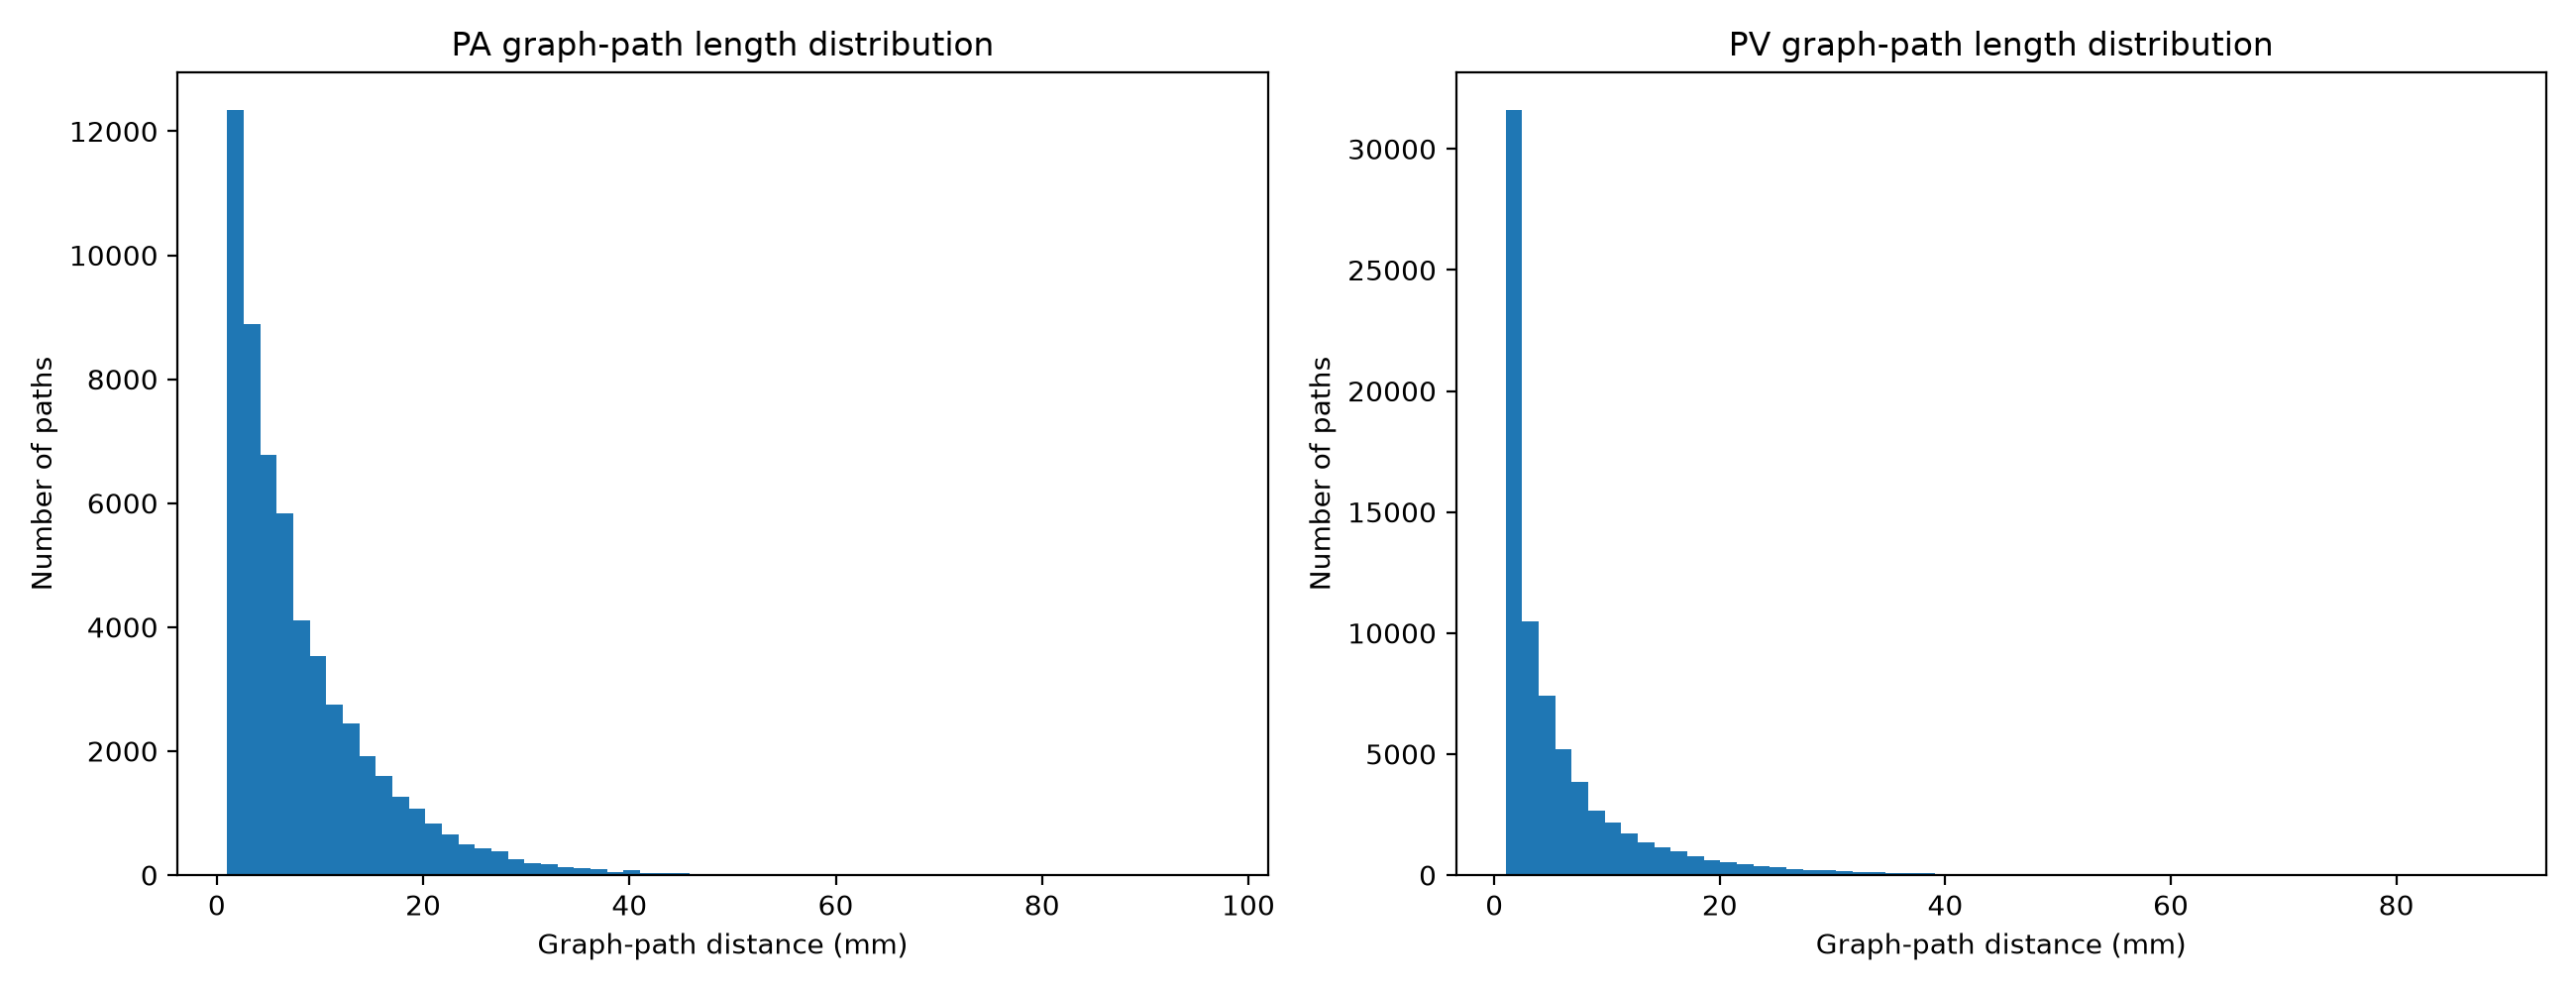 PA graph-path length distribution
Number of paths
12000
10000
8000
6000
4000
2000
0
0 20 40 60 80 100
Graph-path distance (mm)
PV graph-path length distribution
Number of paths
30000
25000
20000
15000
10000
5000
0
0 20 40 60 80
Graph-path distance (mm)